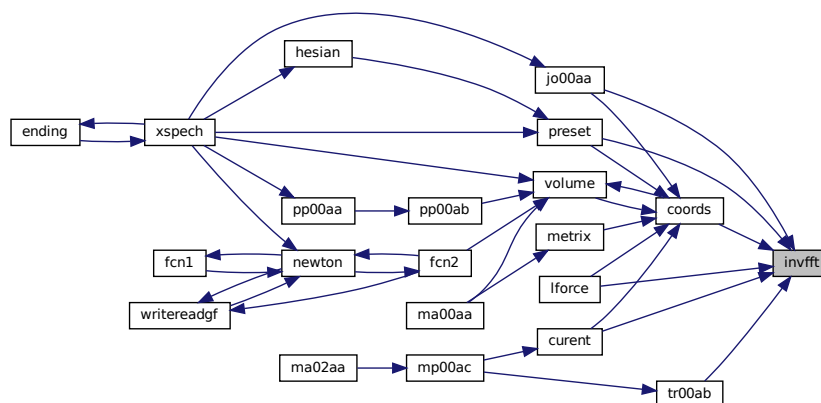 hesian
jo00aa
ending
xspech
preset
volume
pp00aa
pp00ab
coords
metrix
fcn1
newton
fcn2
invfft
lforce
writereadgf
ma00aa
curent
ma02aa
mp00ac
tr00ab